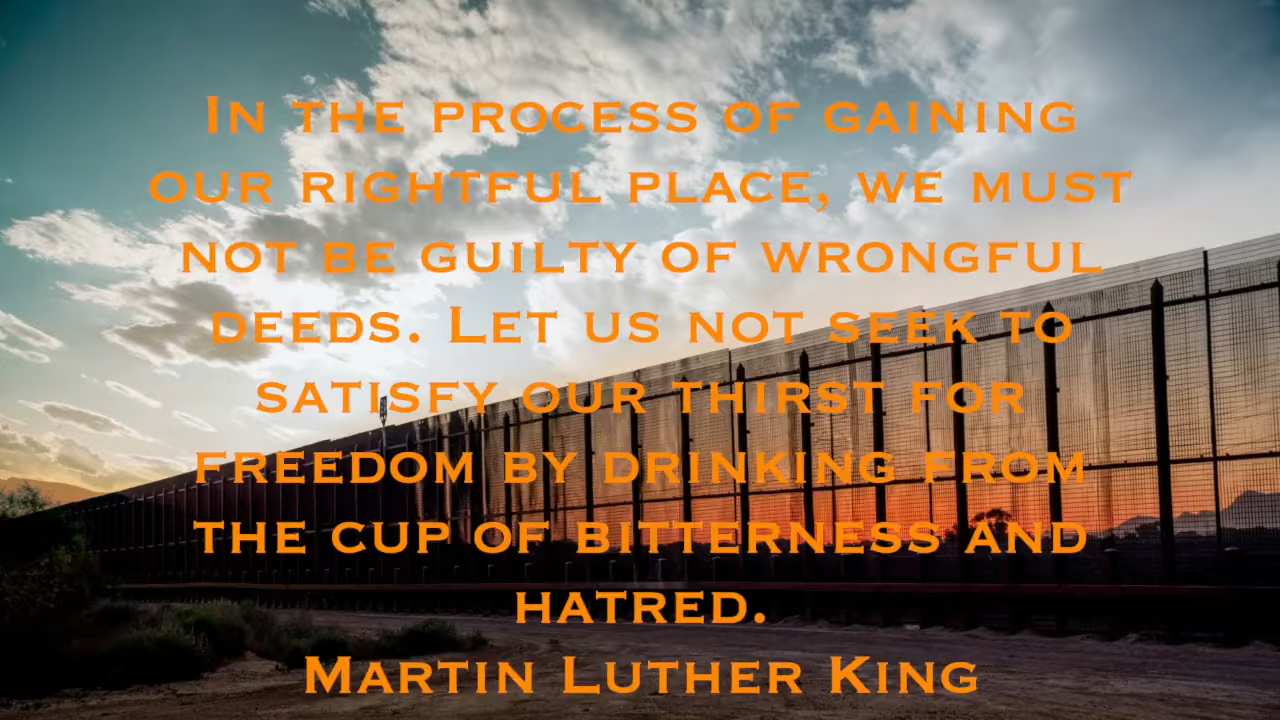 In the process of gaining
our rightful place, we must
not be guilty of wrongful
deeds. Let us not seek to
satisfy our thirst for
freedom by drinking from
the cup of bitterness and
hatred.
Martin Luther King